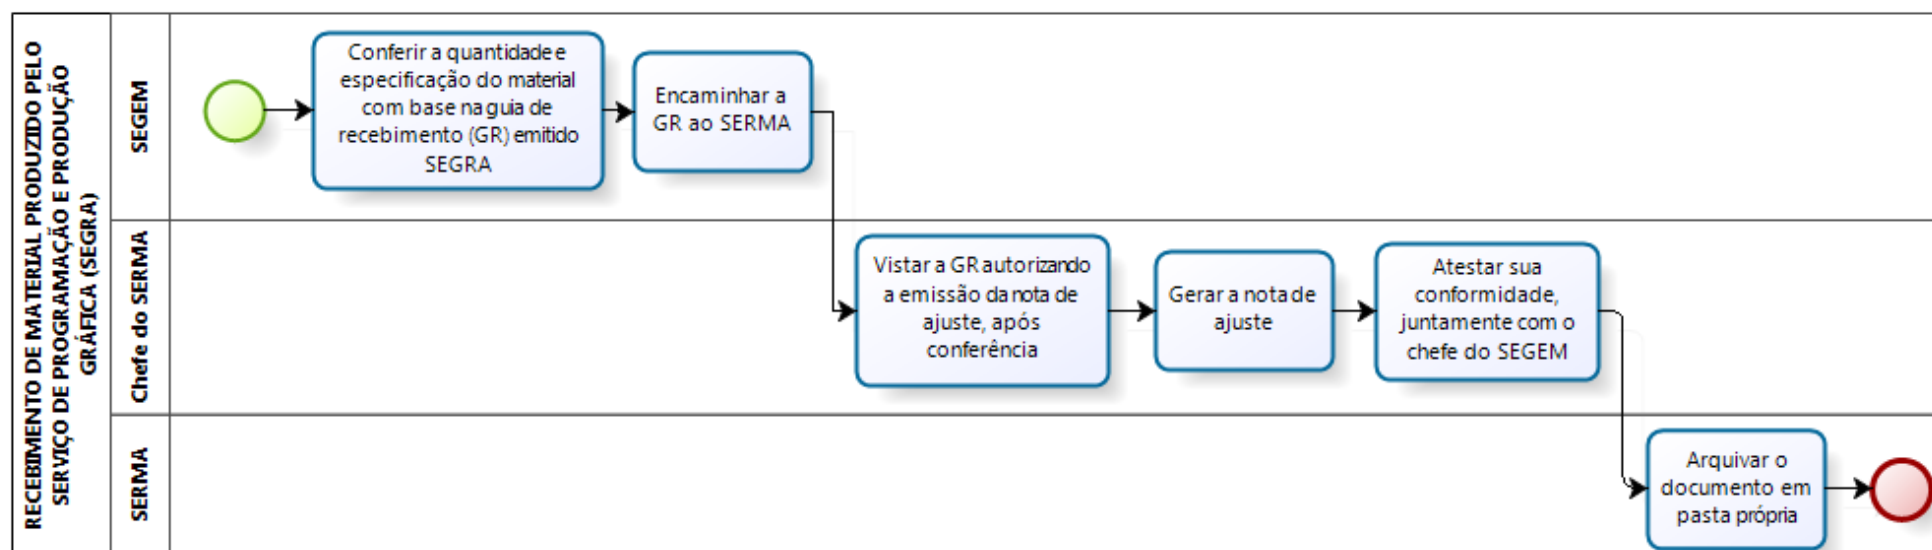 RECEBIMENTO DE MATERIAL PRODUZIDO PELO
SERVIÇO DE PROGRAMAÇÃO E PRODUÇÃO
GRÁFICA (SEGRA)
SEGEM
Conferir a quantidade e
especificação do material
com base na guia de
recebimento (GR) emitido
SEGRA
Encaminhar a
GR ao SERMA
Chefe do SERMA
Vistar a GR autorizando
a emissão da nota de
ajuste, após
conferência
Gerar a nota de
ajuste
Atestar sua
conformidade,
juntamente com o
chefe do SEGEM
SERMA
Arquivar o
documento em
pasta própria